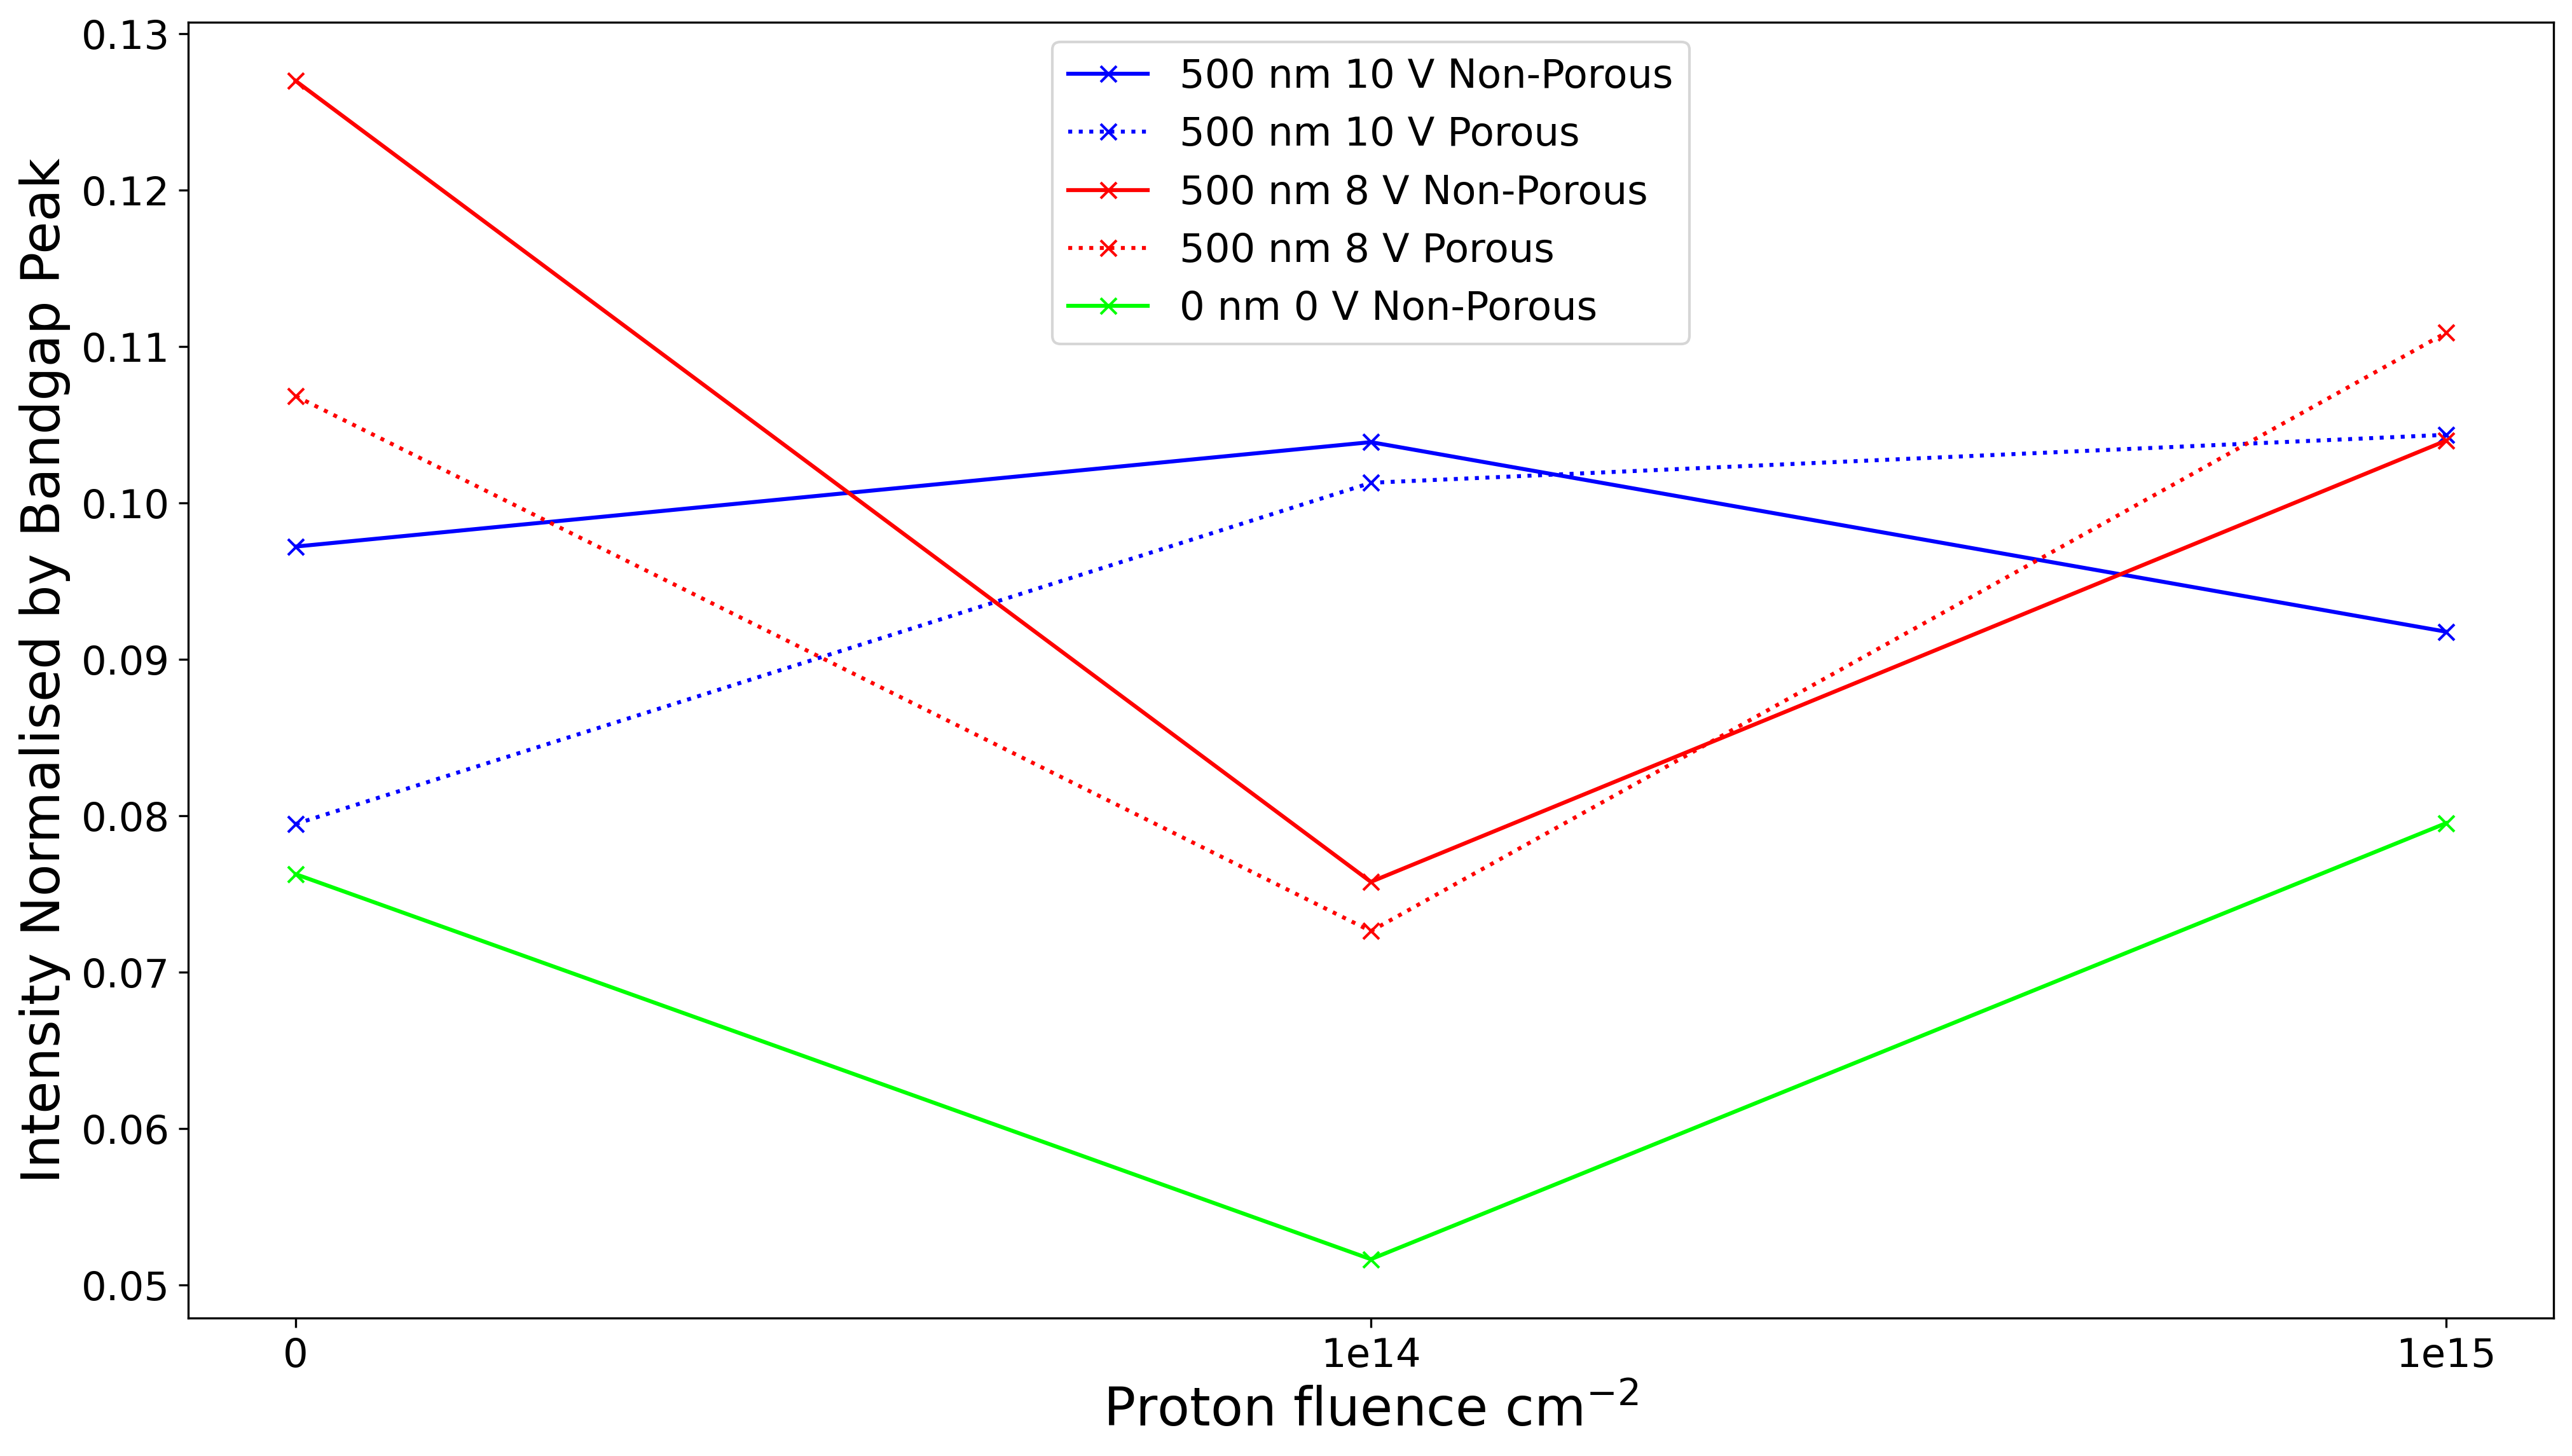 Intensity Normalised by Bandgap Peak
0.13
0.12
0.11
0.10
0.09
0.08
0.07
0.06
0.05
500 nm 10 V Non-Porous
500 nm 10 V Porous
500 nm 8 V Non-Porous
500 nm 8 V Porous
0 nm 0 V Non-Porous
0 1e14 1e15
Proton fluence cm⁻²